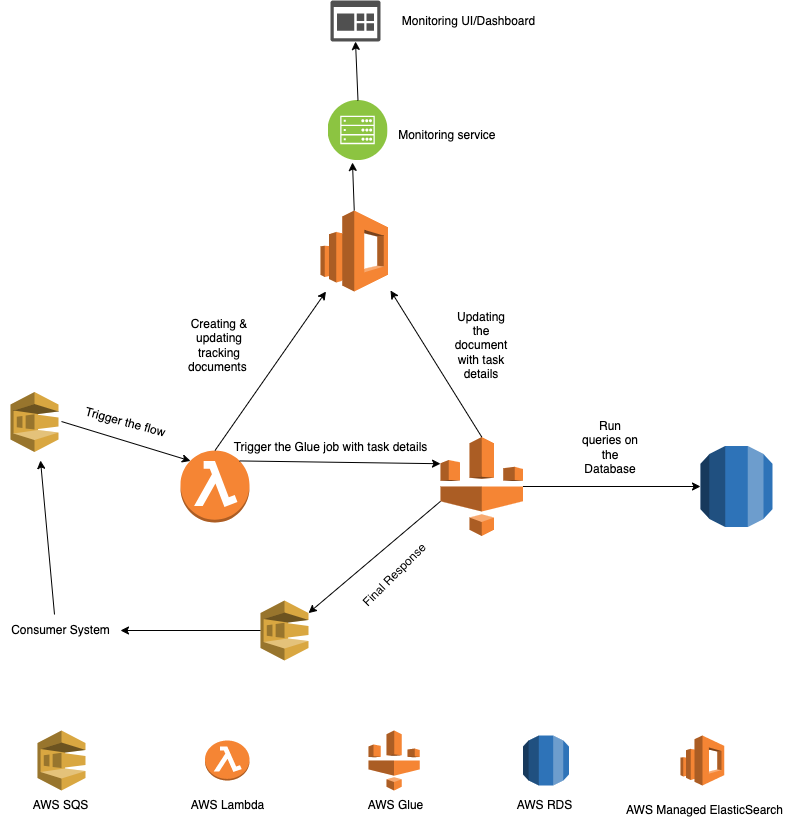 Monitoring UI/Dashboard
Monitoring service
Creating &
updating
tracking
documents
Updating
the
document
with task
details
Trigger the flow
Trigger the Glue job with task details
Run
queries on
the
Database
Final Response
Consumer System
AWS SQS
AWS Lambda
AWS Glue
AWS RDS
AWS Managed ElasticSearch